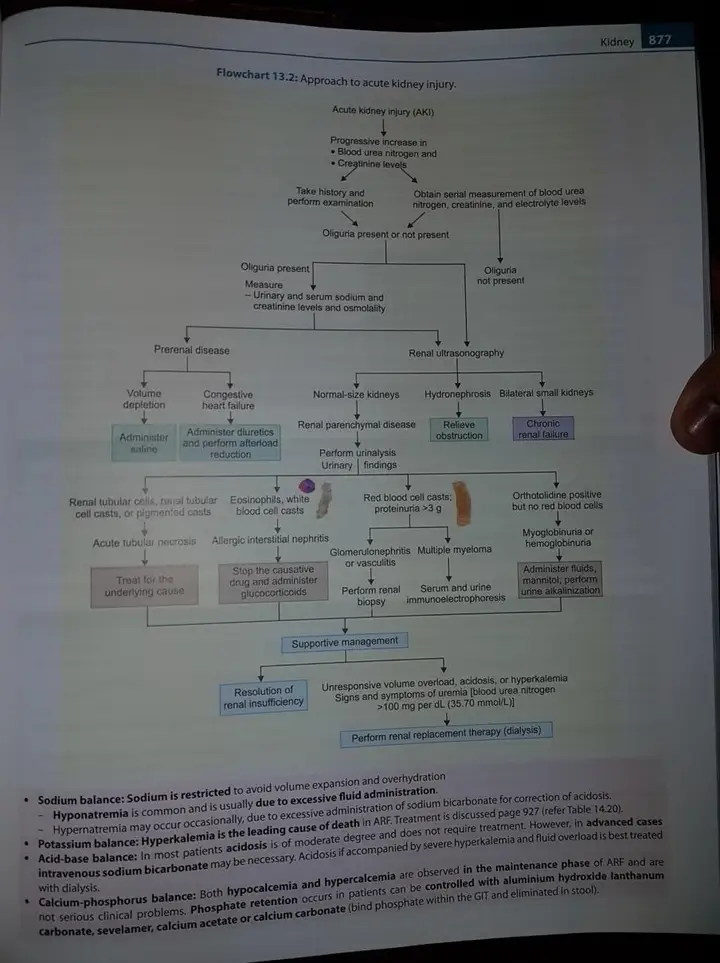 Kidney 877
Flowchart 13.2: Approach to acute kidney injury.
Acute kidney injury (AKI)
Progressive increase in
• Blood urea nitrogen and
• Creatinine levels
Take history and
perform examination
Obtain serial measurement of blood urea
nitrogen, creatinine, and electrolyte levels
Oliguria present or not present
Oliguria present
Oliguria
not present
Measure
– Urinary and serum sodium and
creatinine levels and osmolality
Prerenal disease
Renal ultrasonography
Volume
depletion
Congestive
heart failure
Normal-size kidneys
Hydronephrosis
Bilateral small kidneys
Administer
saline
Administer diuretics
and perform afterload
reduction
Renal parenchymal disease
Relieve
obstruction
Chronic
renal failure
Perform urinalysis
Urinary findings
Renal tubular cells, renal tubular
cell casts, or pigmented casts
Eosinophils, white
blood cell casts
Red blood cell casts;
proteinuria >3 g
Orthotolidine positive
but no red blood cells
Acute tubular necrosis
Allergic interstitial nephritis
Glomerulonephritis
or vasculitis
Multiple myeloma
Myoglobinuria or
hemoglobinuria
Treat for the
underlying cause
Stop the causative
drug and administer
glucocorticoids
Perform renal
biopsy
Serum and urine
immunoelectrophoresis
Administer fluids,
mannitol; perform
urine alkalinization
Supportive management
Resolution of
renal insufficiency
Unresponsive volume overload, acidosis, or hyperkalemia
Signs and symptoms of uremia [blood urea nitrogen
>100 mg per dL (35.70 mmol/L)]
Perform renal replacement therapy (dialysis)
• Sodium balance: Sodium is restricted to avoid volume expansion and overhydration
– Hyponatremia is common and is usually due to excessive fluid administration.
– Hypernatremia may occur occasionally, due to excessive administration of sodium bicarbonate for correction of acidosis.
• Potassium balance: Hyperkalemia is the leading cause of death in ARF. Treatment is discussed page 927 (refer Table 14.20).
• Acid-base balance: In most patients acidosis is of moderate degree and does not require treatment. However, in advanced cases
intravenous sodium bicarbonate may be necessary. Acidosis if accompanied by severe hyperkalemia and fluid overload is best treated
with dialysis.
• Calcium-phosphorus balance: Both hypocalcemia and hypercalcemia are observed in the maintenance phase of ARF and are
not serious clinical problems. Phosphate retention occurs in patients can be controlled with aluminium hydroxide lanthanum
carbonate, sevelamer, calcium acetate or calcium carbonate (bind phosphate within the GIT and eliminated in stool).